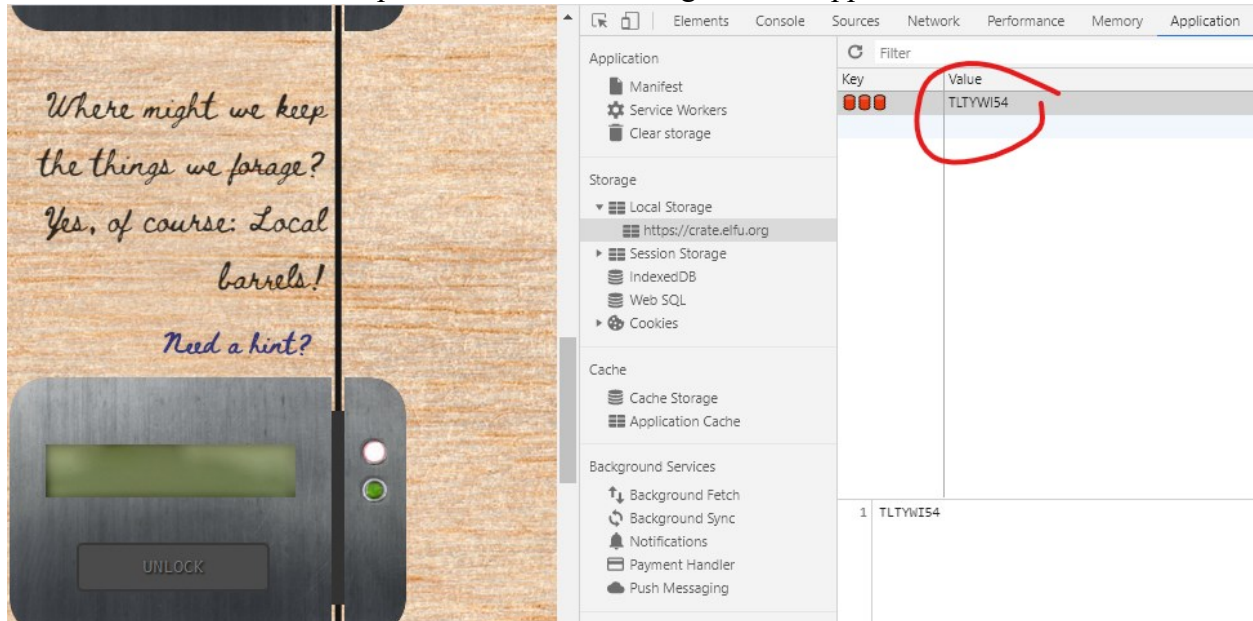 Where might we keep
the things we forage?
Yes, of course: Local
barrels!
Need a hint?
UNLOCK
Elements Console Sources Network Performance Memory Application
Application
Manifest
Service Workers
Clear storage
Storage
Local Storage
https://crate.elfu.org
Session Storage
IndexedDB
Web SQL
Cookies
Cache
Cache Storage
Application Cache
Background Services
Background Fetch
Background Sync
Notifications
Payment Handler
Push Messaging
Filter
Key Value
TLTYWI54
1 TLTYWI54